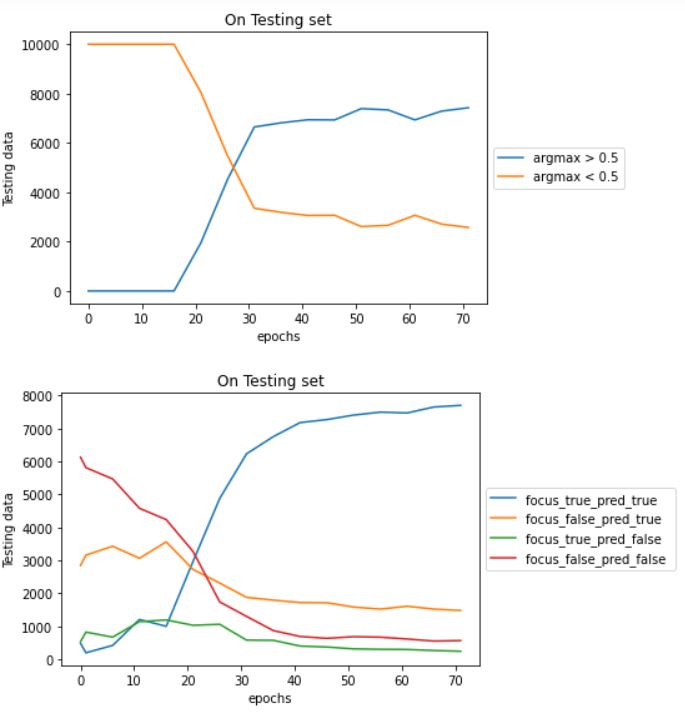 On Testing set
10000
8000
6000
4000
2000
0
Testing data
0 10 20 30 40 50 60 70
epochs
argmax > 0.5
argmax < 0.5
On Testing set
8000
7000
6000
5000
4000
3000
2000
1000
0
Testing data
0 10 20 30 40 50 60 70
epochs
focus_true_pred_true
focus_false_pred_true
focus_true_pred_false
focus_false_pred_false